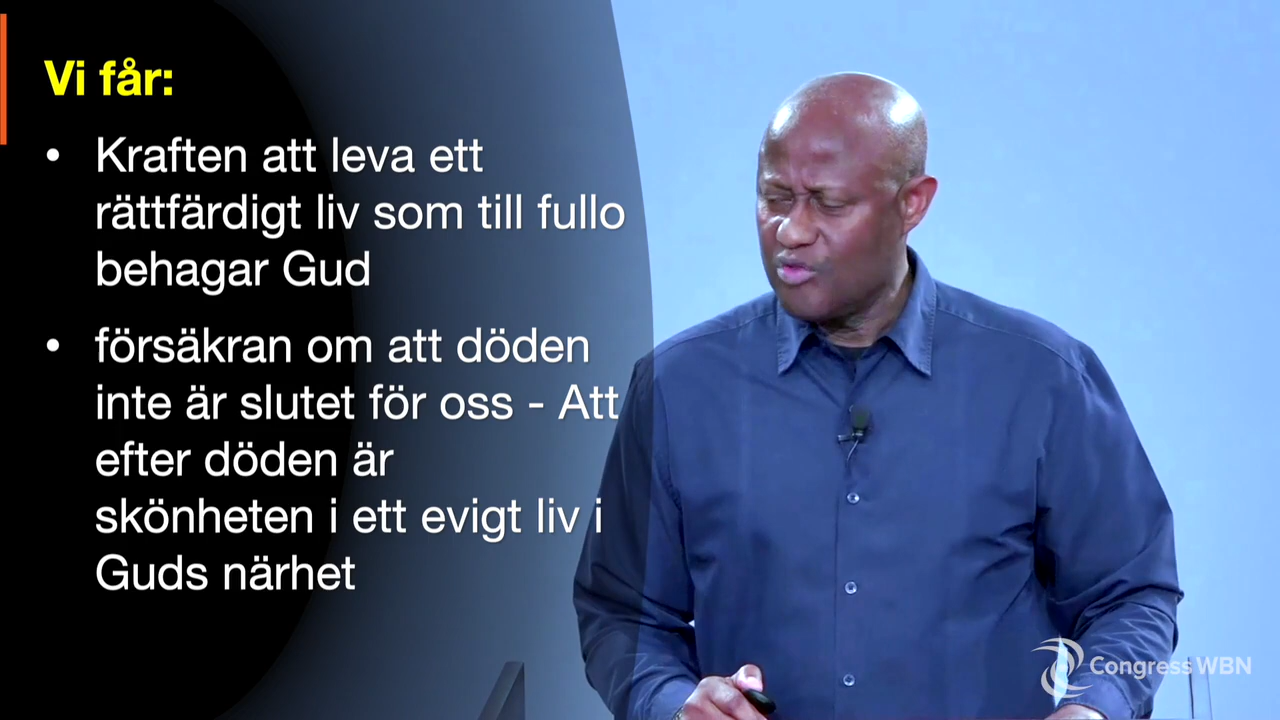 Vi får:
• Kraften att leva ett
rättfärdigt liv som till fullo
behagar Gud
• försäkran om att döden
inte är slutet för oss - Att
efter döden är
skönheten i ett evigt liv i
Guds närhet
Congress WBN